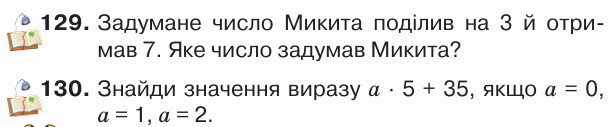 129. Задумане число Микита поділив на 3 й отри-
мав 7. Яке число задумав Микита?
130. Знайди значення виразу a · 5 + 35, якщо a = 0,
a = 1, a = 2.